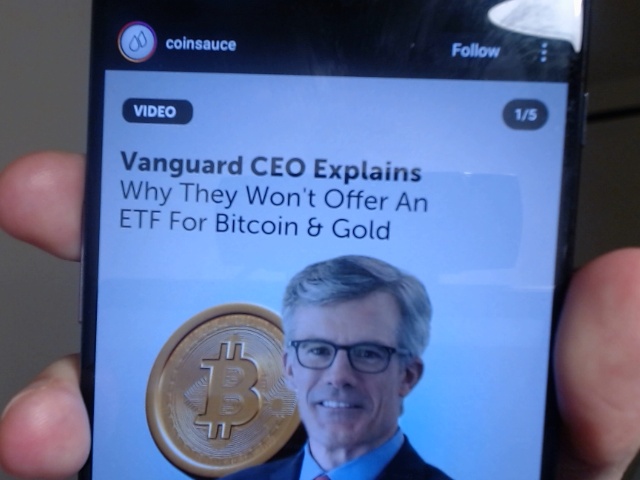 coinsauce
Follow
VIDEO
1/5
Vanguard CEO Explains
Why They Won't Offer An
ETF For Bitcoin & Gold